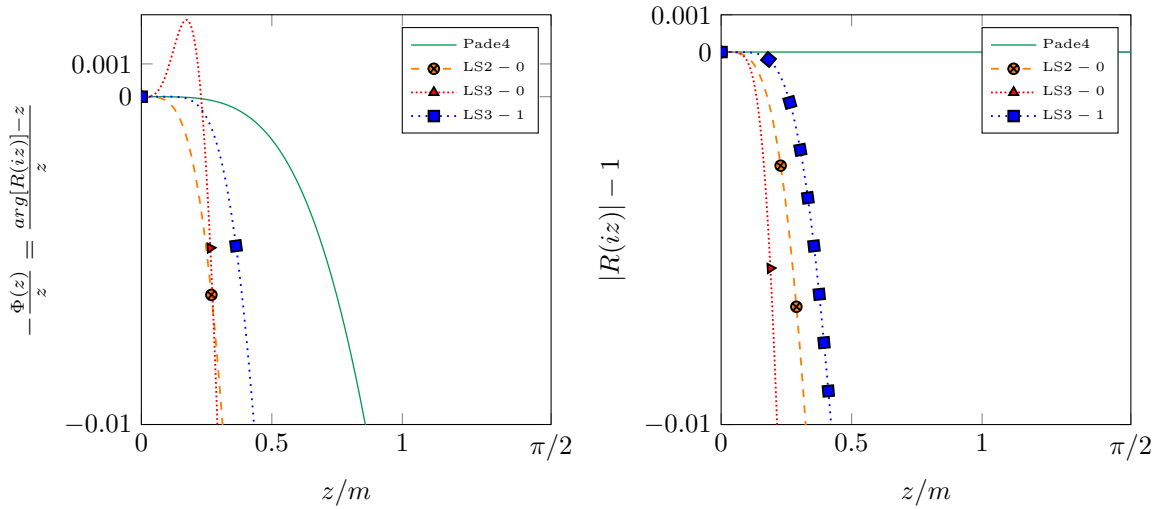 0.001
0
−0.01
0
0.5
1
π/2
z/m
−Φ(z)/z = arg[R(iz)]−z/z
Pade4
LS2 − 0
LS3 − 0
LS3 − 1
0.001
0
−0.01
0
0.5
1
π/2
z/m
|R(iz)| − 1
Pade4
LS2 − 0
LS3 − 0
LS3 − 1